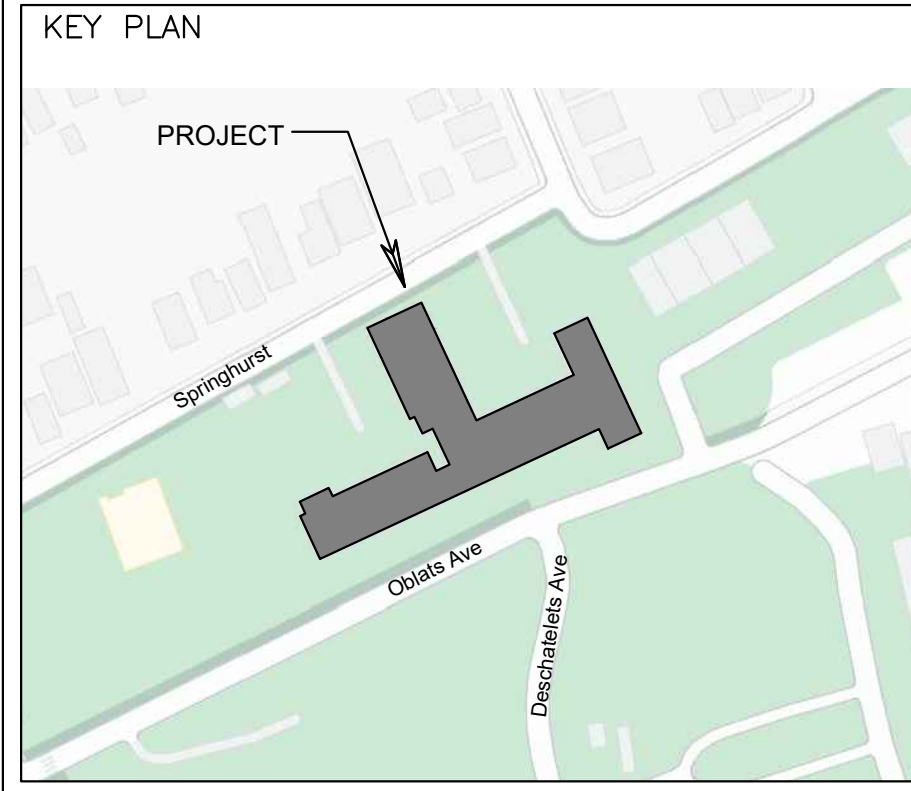 KEY PLAN
PROJECT
Springhurst
Oblats Ave
Deschatelets Ave